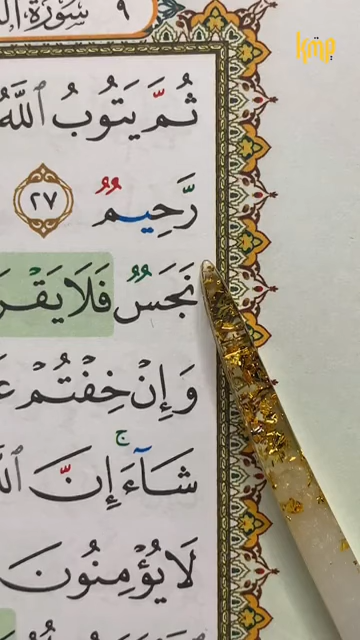 ٩ سُورَةُ
kmp
ثُمَّ يَتُوبُ ٱللَّهُ
رَّحِيمٌ ٢٧
نَجَسٌ فَلَا
وَإِنْ خِفْتُمْ
شَآءَ ۚ إِنَّ
لَا يُؤْمِنُونَ